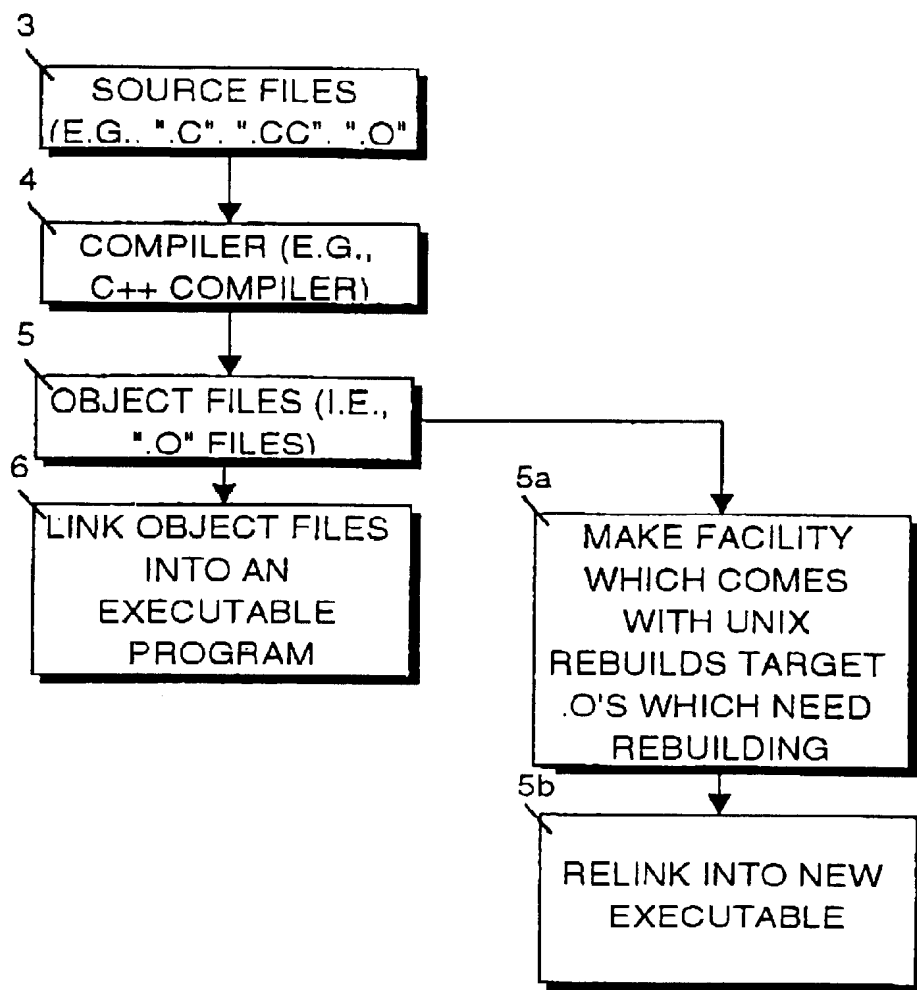 3
SOURCE FILES
(E.G., ".C", ".CC", ".O"
4
COMPILER (E.G.,
C++ COMPILER)
5
OBJECT FILES (I.E.,
".O" FILES)
6
LINK OBJECT FILES
INTO AN
EXECUTABLE
PROGRAM
5a
MAKE FACILITY
WHICH COMES
WITH UNIX
REBUILDS TARGET
.O'S WHICH NEED
REBUILDING
5b
RELINK INTO NEW
EXECUTABLE